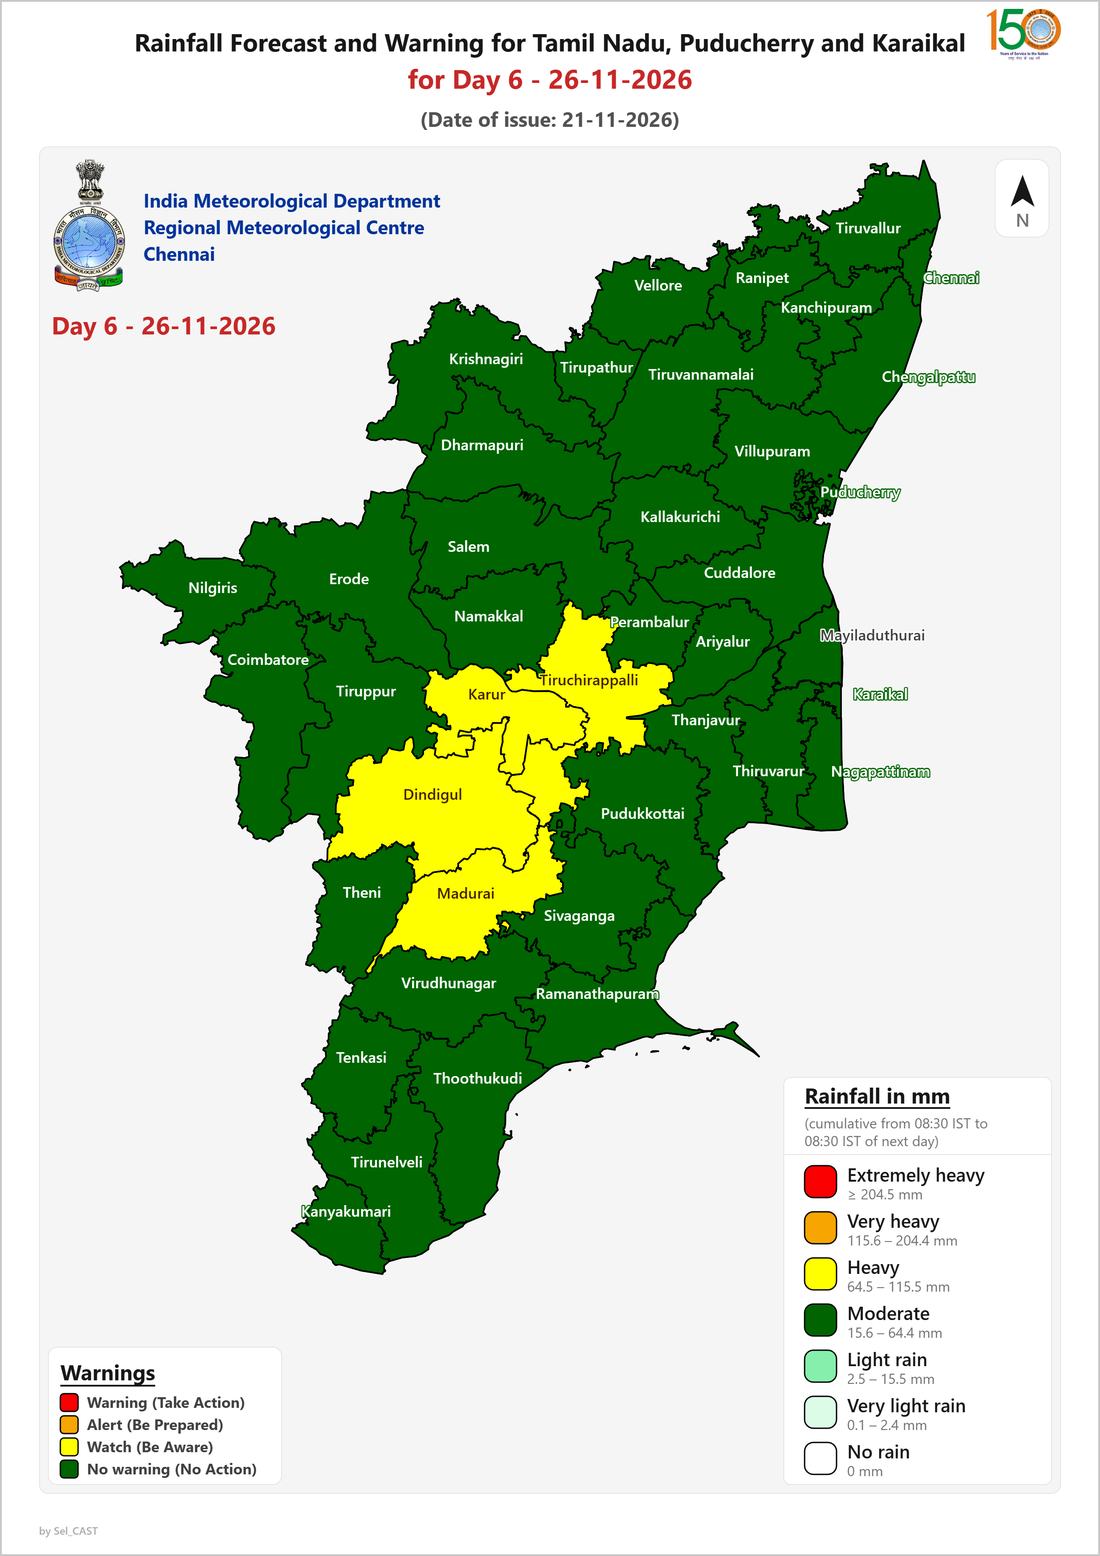 Rainfall Forecast and Warning for Tamil Nadu, Puducherry and Karaikal
for Day 6 - 26-11-2026
(Date of issue: 21-11-2026)
150
Years of Service to the Nation
India Meteorological Department
Regional Meteorological Centre
Chennai
Day 6 - 26-11-2026
N
Tiruvallur
Chennai
Ranipet
Vellore
Kanchipuram
Krishnagiri
Tirupathur
Tiruvannamalai
Chengalpattu
Dharmapuri
Villupuram
Puducherry
Kallakurichi
Salem
Cuddalore
Erode
Nilgiris
Namakkal
Perambalur
Ariyalur
Mayiladuthurai
Coimbatore
Tiruppur
Karur
Tiruchirappalli
Karaikal
Thanjavur
Thiruvarur
Nagapattinam
Dindigul
Pudukkottai
Theni
Madurai
Sivaganga
Virudhunagar
Ramanathapuram
Tenkasi
Thoothukudi
Tirunelveli
Kanyakumari
Rainfall in mm
(cumulative from 08:30 IST to
08:30 IST of next day)
Extremely heavy
≥ 204.5 mm
Very heavy
115.6 – 204.4 mm
Heavy
64.5 – 115.5 mm
Moderate
15.6 – 64.4 mm
Light rain
2.5 – 15.5 mm
Very light rain
0.1 – 2.4 mm
No rain
0 mm
Warnings
Warning (Take Action)
Alert (Be Prepared)
Watch (Be Aware)
No warning (No Action)
by Sel_CAST